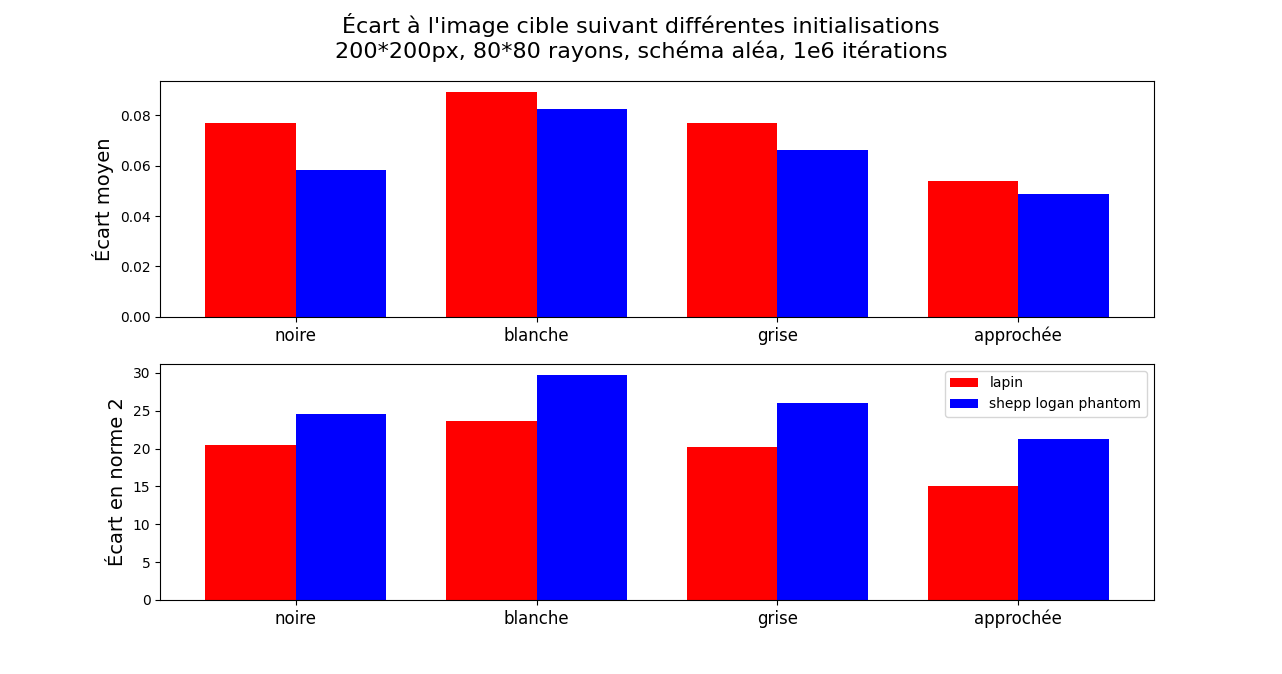 Écart à l'image cible suivant différentes initialisations
200*200px, 80*80 rayons, schéma aléa, 1e6 itérations
Écart moyen
0.08
0.06
0.04
0.02
0.00
noire blanche grise approchée
Écart en norme 2
30
25
20
15
10
5
0
lapin
shepp logan phantom
noire blanche grise approchée